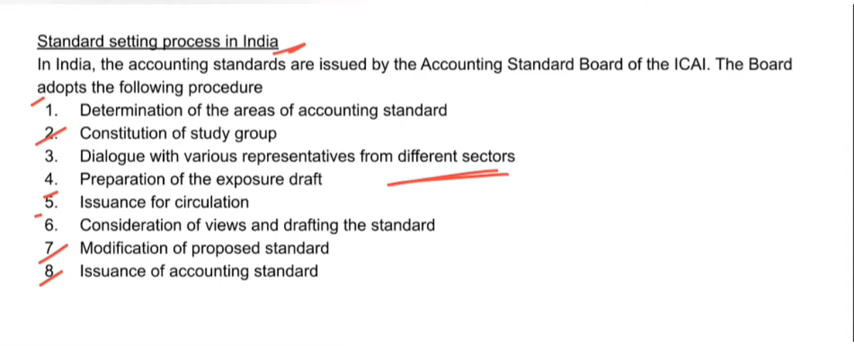 Standard setting process in India
In India, the accounting standards are issued by the Accounting Standard Board of the ICAI. The Board
adopts the following procedure
1. Determination of the areas of accounting standard
2. Constitution of study group
3. Dialogue with various representatives from different sectors
4. Preparation of the exposure draft
5. Issuance for circulation
6. Consideration of views and drafting the standard
7. Modification of proposed standard
8. Issuance of accounting standard